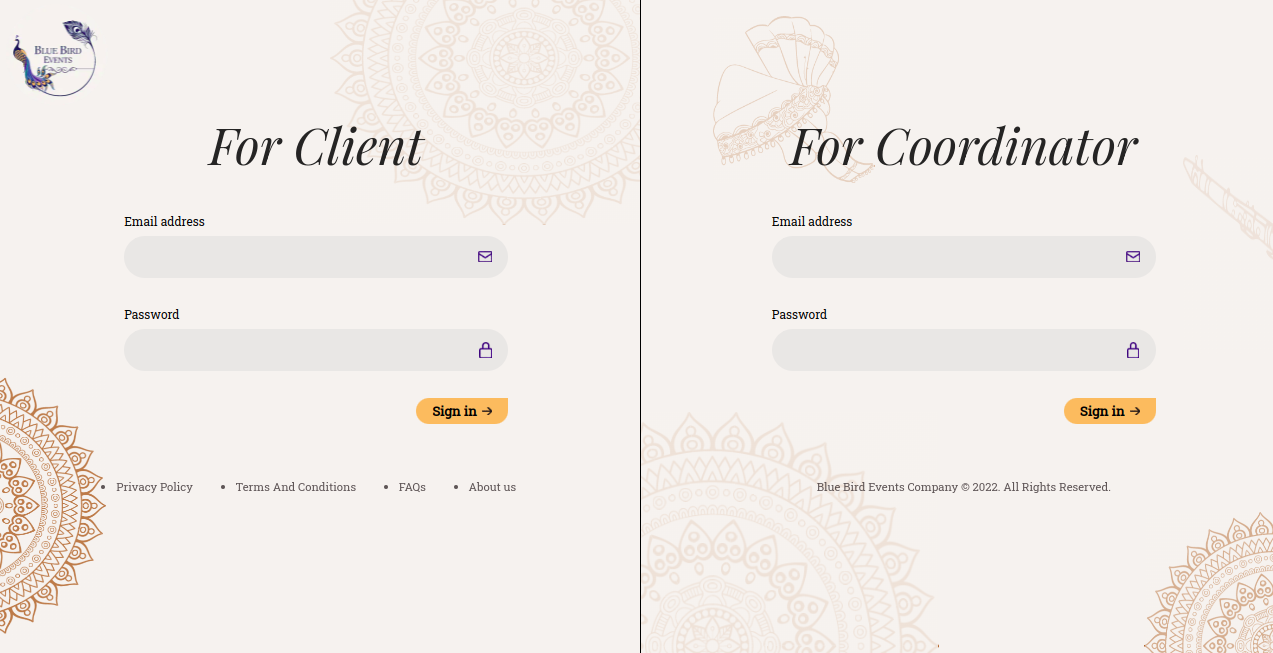 BLUE BIRD
EVENTS
For Client
Email address
Password
Sign in →
Privacy Policy
Terms And Conditions
FAQs
About us
For Coordinator
Email address
Password
Sign in →
Blue Bird Events Company © 2022. All Rights Reserved.